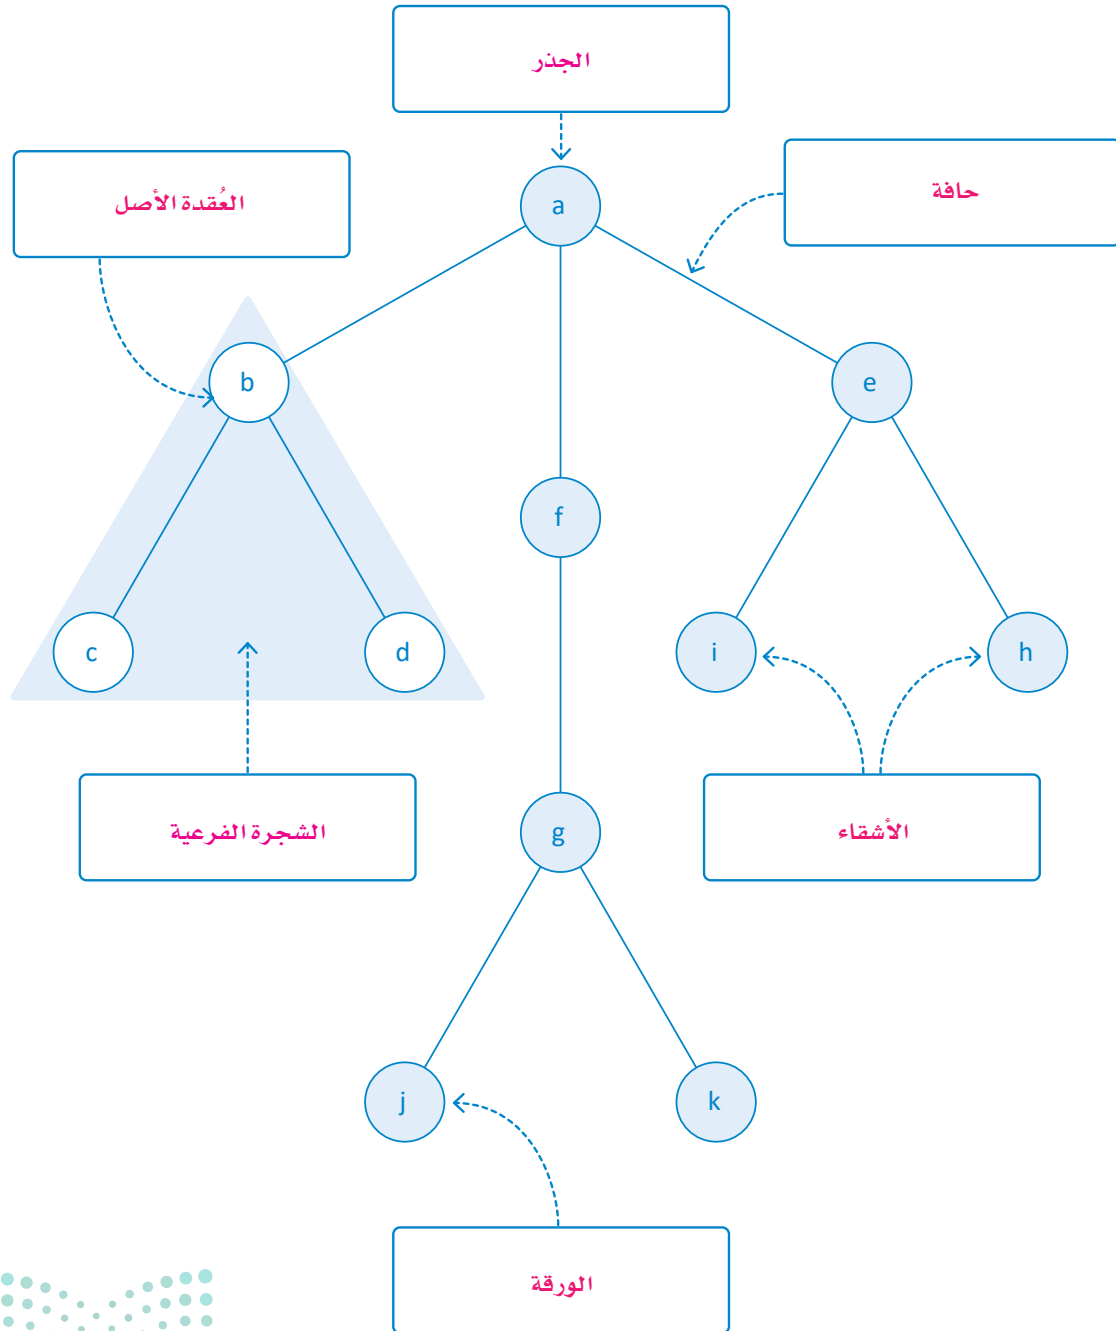 الجذر
حافة
العُقدة الأصل
a
b
e
f
c
d
i
h
الشجرة الفرعية
g
الأشقاء
j
k
الورقة